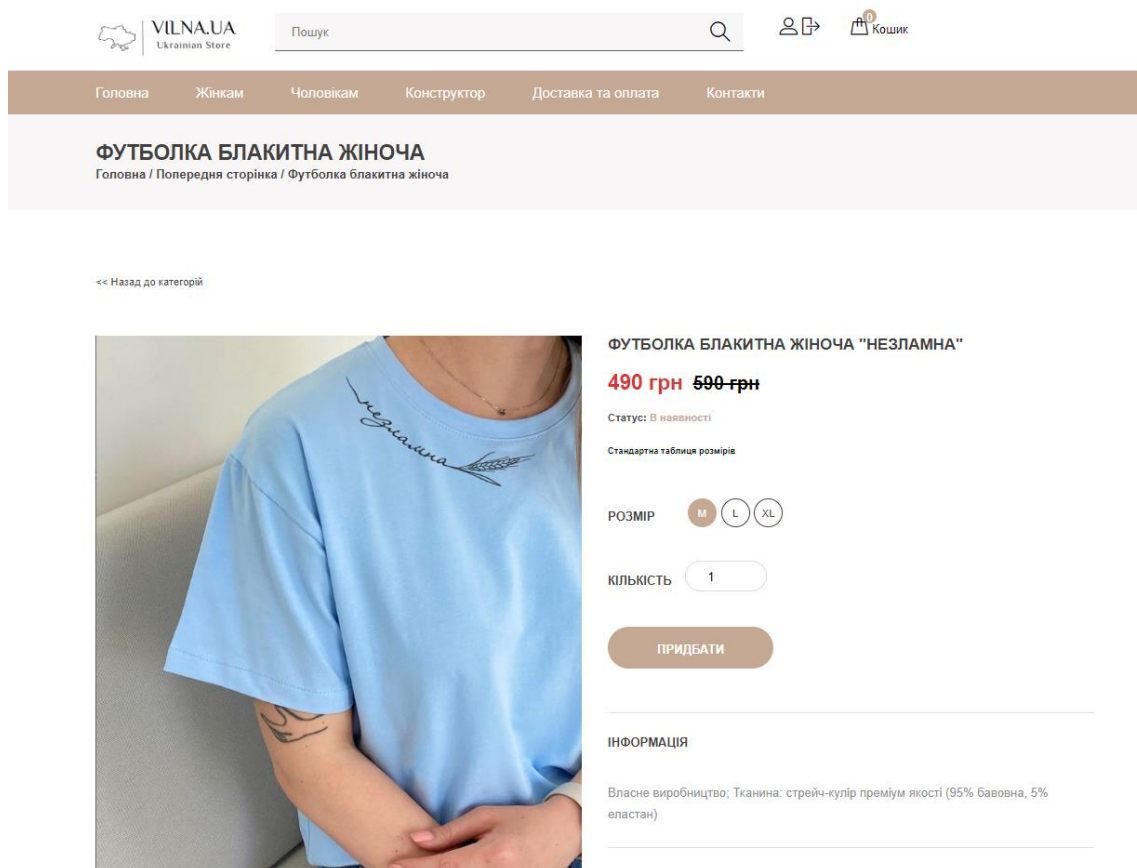 VILNA.UA
Ukrainian Store
Пошук
0
Кошик
Головна Жінкам Чоловікам Конструктор Доставка та оплата Контакти
ФУТБОЛКА БЛАКИТНА ЖІНОЧА
Головна / Попередня сторінка / Футболка блакитна жіноча
<< Назад до категорій
незламна
ФУТБОЛКА БЛАКИТНА ЖІНОЧА "НЕЗЛАМНА"
490 грн 590 грн
Статус: В наявності
Стандартна таблиця розмірів
РОЗМІР M L XL
КІЛЬКІСТЬ 1
ПРИДБАТИ
ІНФОРМАЦІЯ
Власне виробництво; Тканина: стрейч-кулір преміум якості (95% бавовна, 5%
еластан)